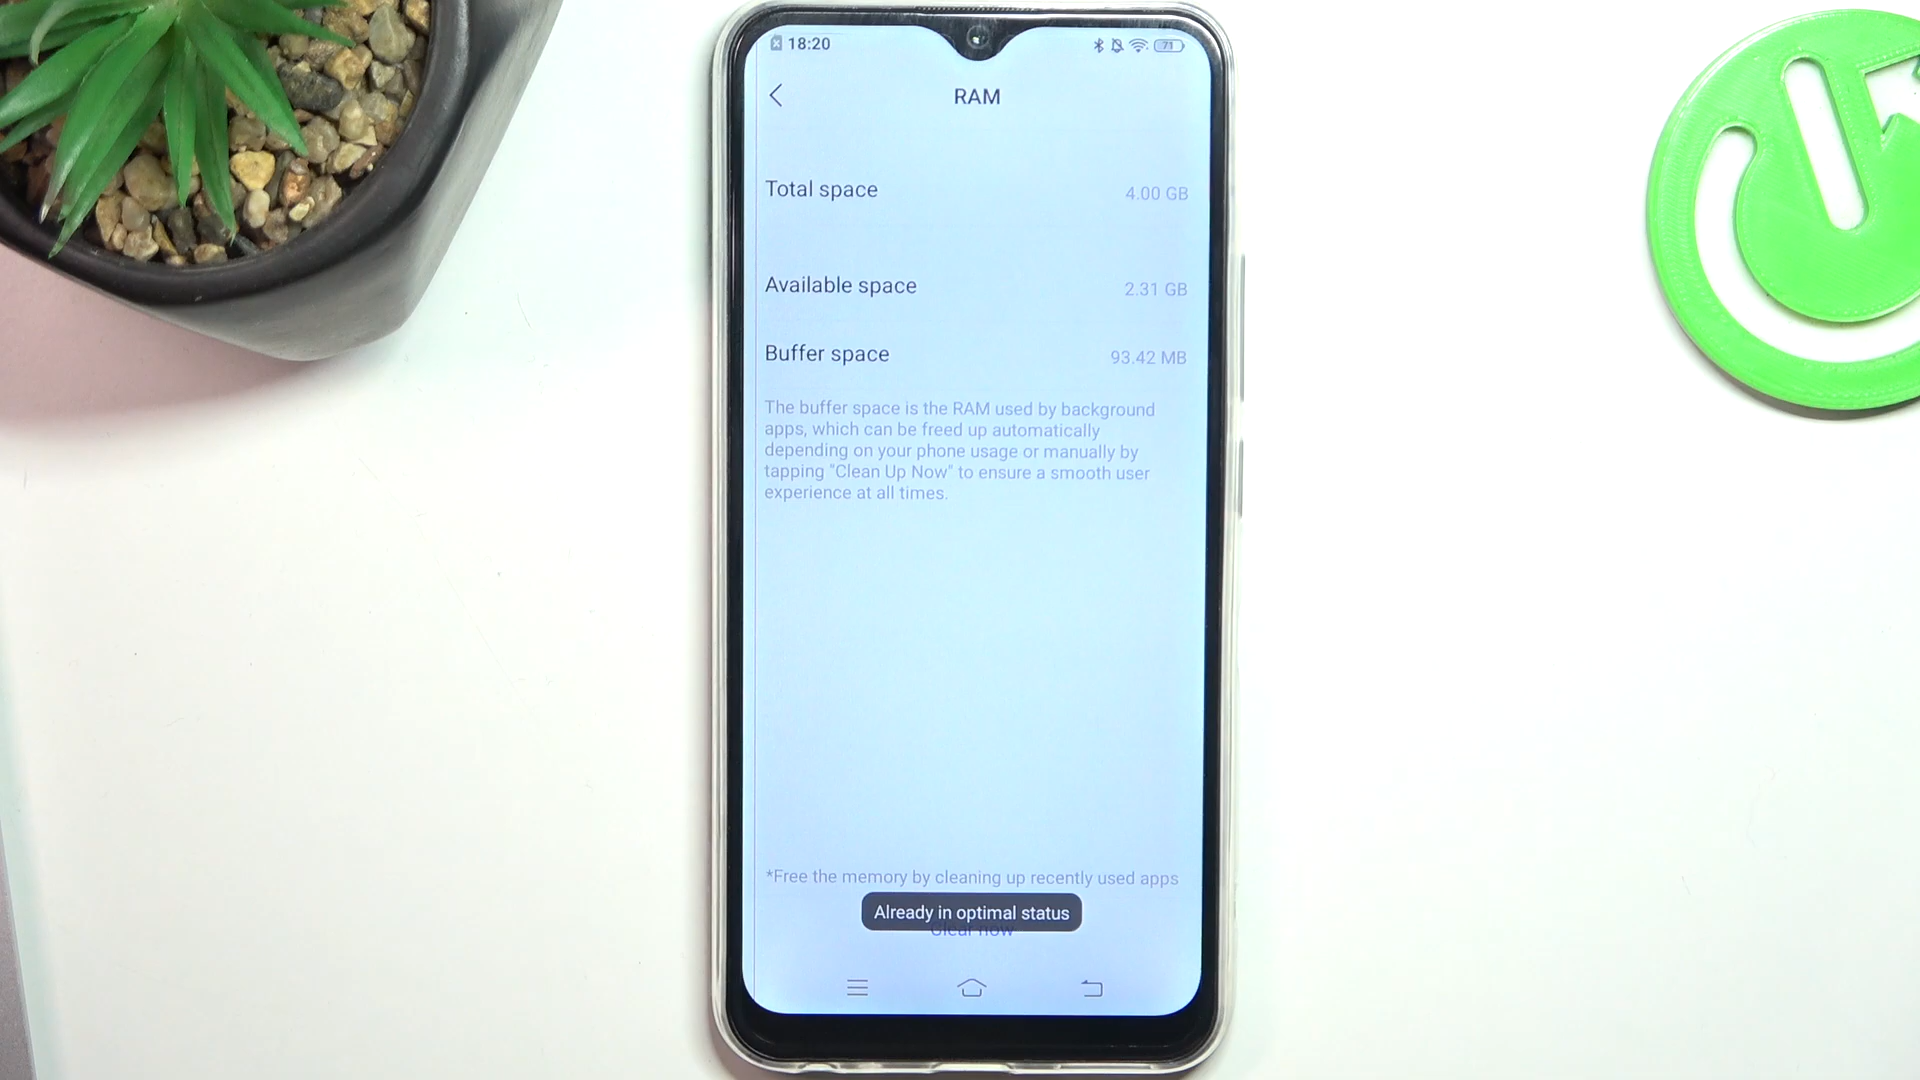 18:20
71
RAM
Total space 4.00 GB
Available space 2.31 GB
Buffer space 93.42 MB
The buffer space is the RAM used by background
apps, which can be freed up automatically
depending on your phone usage or manually by
tapping "Clean Up Now" to ensure a smooth user
experience at all times.
*Free the memory by cleaning up recently used apps
Already in optimal status
Clear now